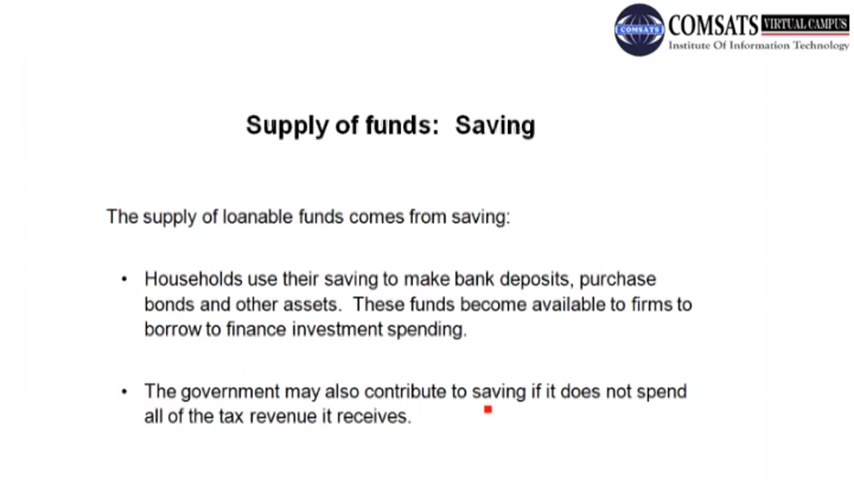 COMSATS
COMSATS VIRTUAL CAMPUS
Institute Of Information Technology
Supply of funds: Saving
The supply of loanable funds comes from saving:
• Households use their saving to make bank deposits, purchase
bonds and other assets. These funds become available to firms to
borrow to finance investment spending.
• The government may also contribute to saving if it does not spend
all of the tax revenue it receives.